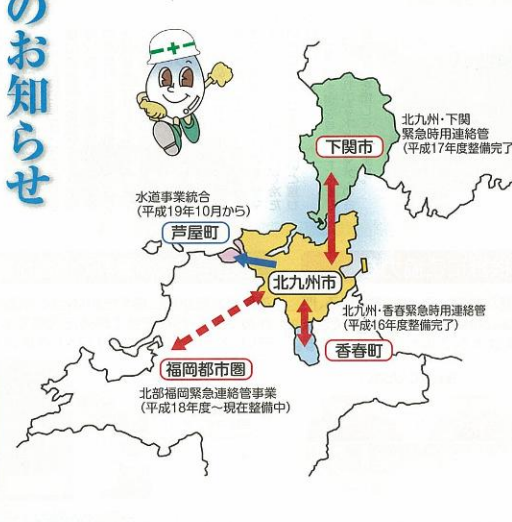 のお知らせ
北九州・下関
緊急時用連絡管
(平成17年度整備完了
下関市
水道事業統合
(平成19年10月から)
芦屋町
北九州市
北九州・香春緊急時用連絡管
(平成16年度整備完了)
香春町
福岡都市圏
北部福岡緊急連絡管事業
(平成18年度~現在整備中)